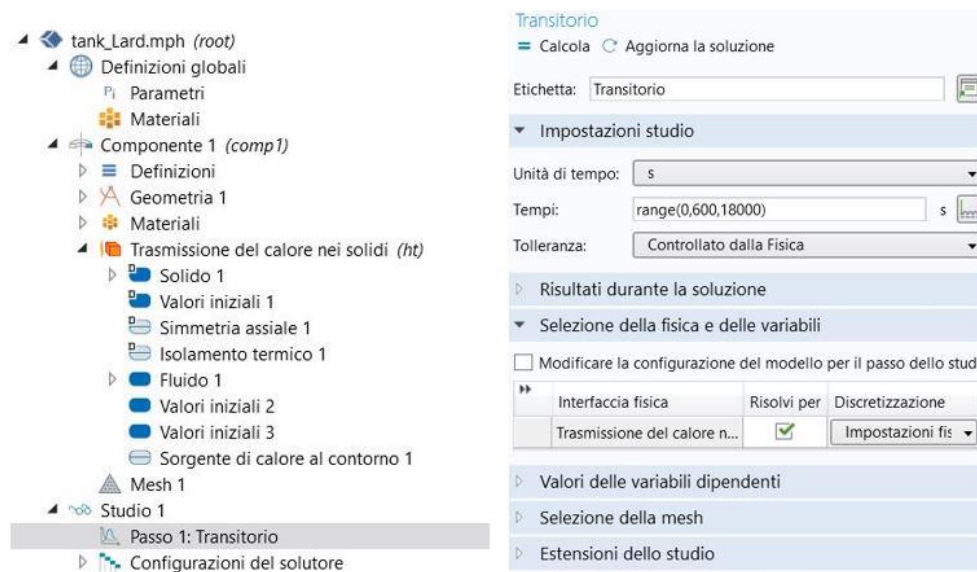 tank_Lard.mph (root)
Definizioni globali
Pi Parametri
Materiali
Componente 1 (comp1)
Definizioni
Geometria 1
Materiali
Trasmissione del calore nei solidi (ht)
Solido 1
Valori iniziali 1
Simmetria assiale 1
Isolamento termico 1
Fluido 1
Valori iniziali 2
Valori iniziali 3
Sorgente di calore al contorno 1
Mesh 1
Studio 1
Passo 1: Transitorio
Configurazioni del solutore
Transitorio
= Calcola Aggiorna la soluzione
Etichetta: Transitorio
Impostazioni studio
Unità di tempo: s
Tempi: range(0,600,18000) s
Tolleranza: Controllato dalla Fisica
Risultati durante la soluzione
Selezione della fisica e delle variabili
Modificare la configurazione del modello per il passo dello stud
Interfaccia fisica Risolvi per Discretizzazione
Trasmissione del calore n... Impostazioni fis
Valori delle variabili dipendenti
Selezione della mesh
Estensioni dello studio